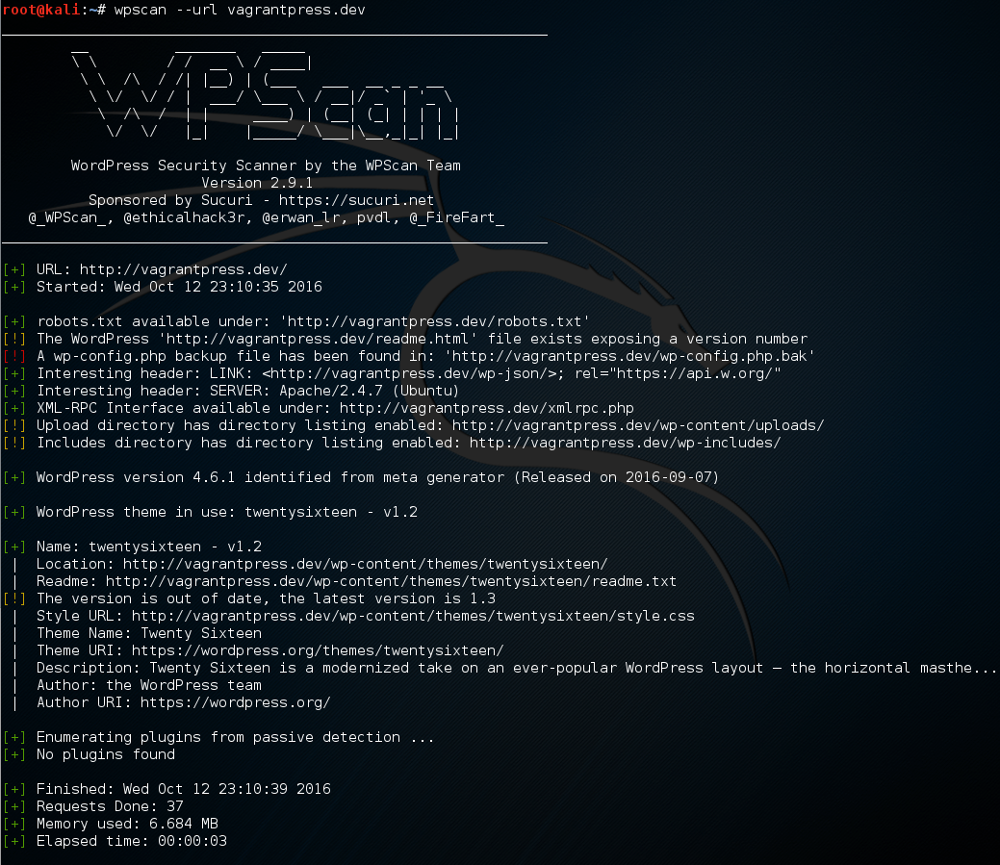 root@kali:~# wpscan --url vagrantpress.dev
_______________________________________________________________
        __          _______   _____
        \ \        / /  __ \ / ____|
         \ \  /\  / /| |__) | (___   ___  __ _ _ __
          \ \/  \/ / |  ___/ \___ \ / __|/ _` | '_ \
           \  /\  /  | |     ____) | (__| (_| | | | |
            \/  \/   |_|    |_____/ \___|\__,_|_| |_|

        WordPress Security Scanner by the WPScan Team
                       Version 2.9.1
          Sponsored by Sucuri - https://sucuri.net
   @_WPScan_, @ethicalhack3r, @erwan_lr, pvdl, @_FireFart_
_______________________________________________________________

[+] URL: http://vagrantpress.dev/
[+] Started: Wed Oct 12 23:10:35 2016

[+] robots.txt available under: 'http://vagrantpress.dev/robots.txt'
[!] The WordPress 'http://vagrantpress.dev/readme.html' file exists exposing a version number
[!] A wp-config.php backup file has been found in: 'http://vagrantpress.dev/wp-config.php.bak'
[+] Interesting header: LINK: <http://vagrantpress.dev/wp-json/>; rel="https://api.w.org/"
[+] Interesting header: SERVER: Apache/2.4.7 (Ubuntu)
[+] XML-RPC Interface available under: http://vagrantpress.dev/xmlrpc.php
[!] Upload directory has directory listing enabled: http://vagrantpress.dev/wp-content/uploads/
[!] Includes directory has directory listing enabled: http://vagrantpress.dev/wp-includes/

[+] WordPress version 4.6.1 identified from meta generator (Released on 2016-09-07)

[+] WordPress theme in use: twentysixteen - v1.2

[+] Name: twentysixteen - v1.2
 |  Location: http://vagrantpress.dev/wp-content/themes/twentysixteen/
 |  Readme: http://vagrantpress.dev/wp-content/themes/twentysixteen/readme.txt
[!] The version is out of date, the latest version is 1.3
 |  Style URL: http://vagrantpress.dev/wp-content/themes/twentysixteen/style.css
 |  Theme Name: Twenty Sixteen
 |  Theme URI: https://wordpress.org/themes/twentysixteen/
 |  Description: Twenty Sixteen is a modernized take on an ever-popular WordPress layout — the horizontal masthe...
 |  Author: the WordPress team
 |  Author URI: https://wordpress.org/

[+] Enumerating plugins from passive detection ...
[+] No plugins found

[+] Finished: Wed Oct 12 23:10:39 2016
[+] Requests Done: 37
[+] Memory used: 6.684 MB
[+] Elapsed time: 00:00:03